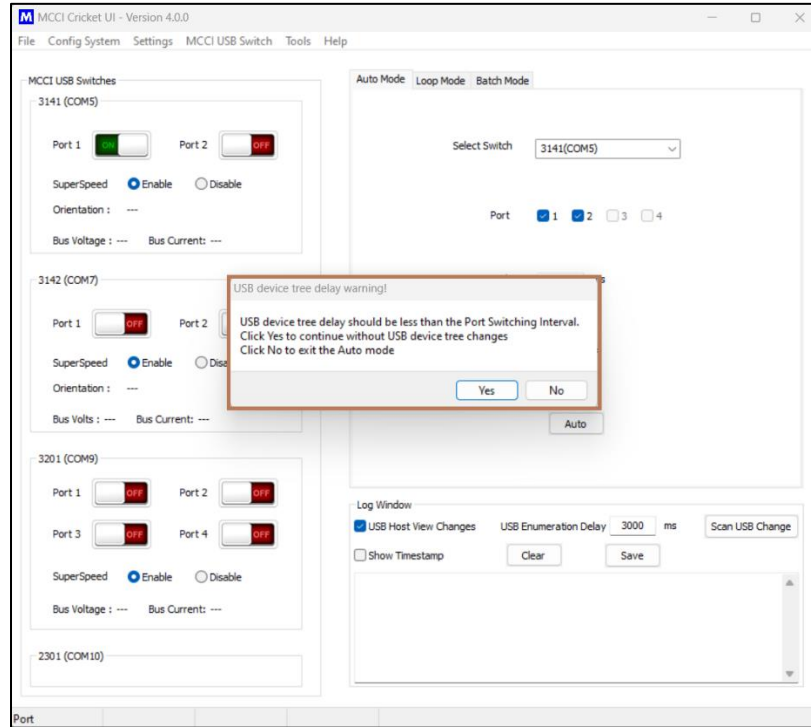 M MCCI Cricket UI - Version 4.0.0
File Config System Settings MCCI USB Switch Tools Help
MCCI USB Switches
3141 (COM5)
Port 1 ON Port 2 OFF
SuperSpeed Enable Disable
Orientation : ---
Bus Voltage : --- Bus Current: ---
3142 (COM7)
Port 1 OFF Port 2
SuperSpeed Enable
Orientation : ---
Bus Volts : --- Bus Current: ---
3201 (COM9)
Port 1 OFF Port 2 OFF
Port 3 OFF Port 4 OFF
SuperSpeed Enable Disable
Bus Voltage : --- Bus Current: ---
2301 (COM10)
Auto Mode Loop Mode Batch Mode
Select Switch 3141(COM5)
Port 1 2 3 4
USB device tree delay warning!
USB device tree delay should be less than the Port Switching Interval.
Click Yes to continue without USB device tree changes
Click No to exit the Auto mode
Yes No
Auto
Log Window
USB Host View Changes USB Enumeration Delay 3000 ms Scan USB Change
Show Timestamp Clear Save
Port